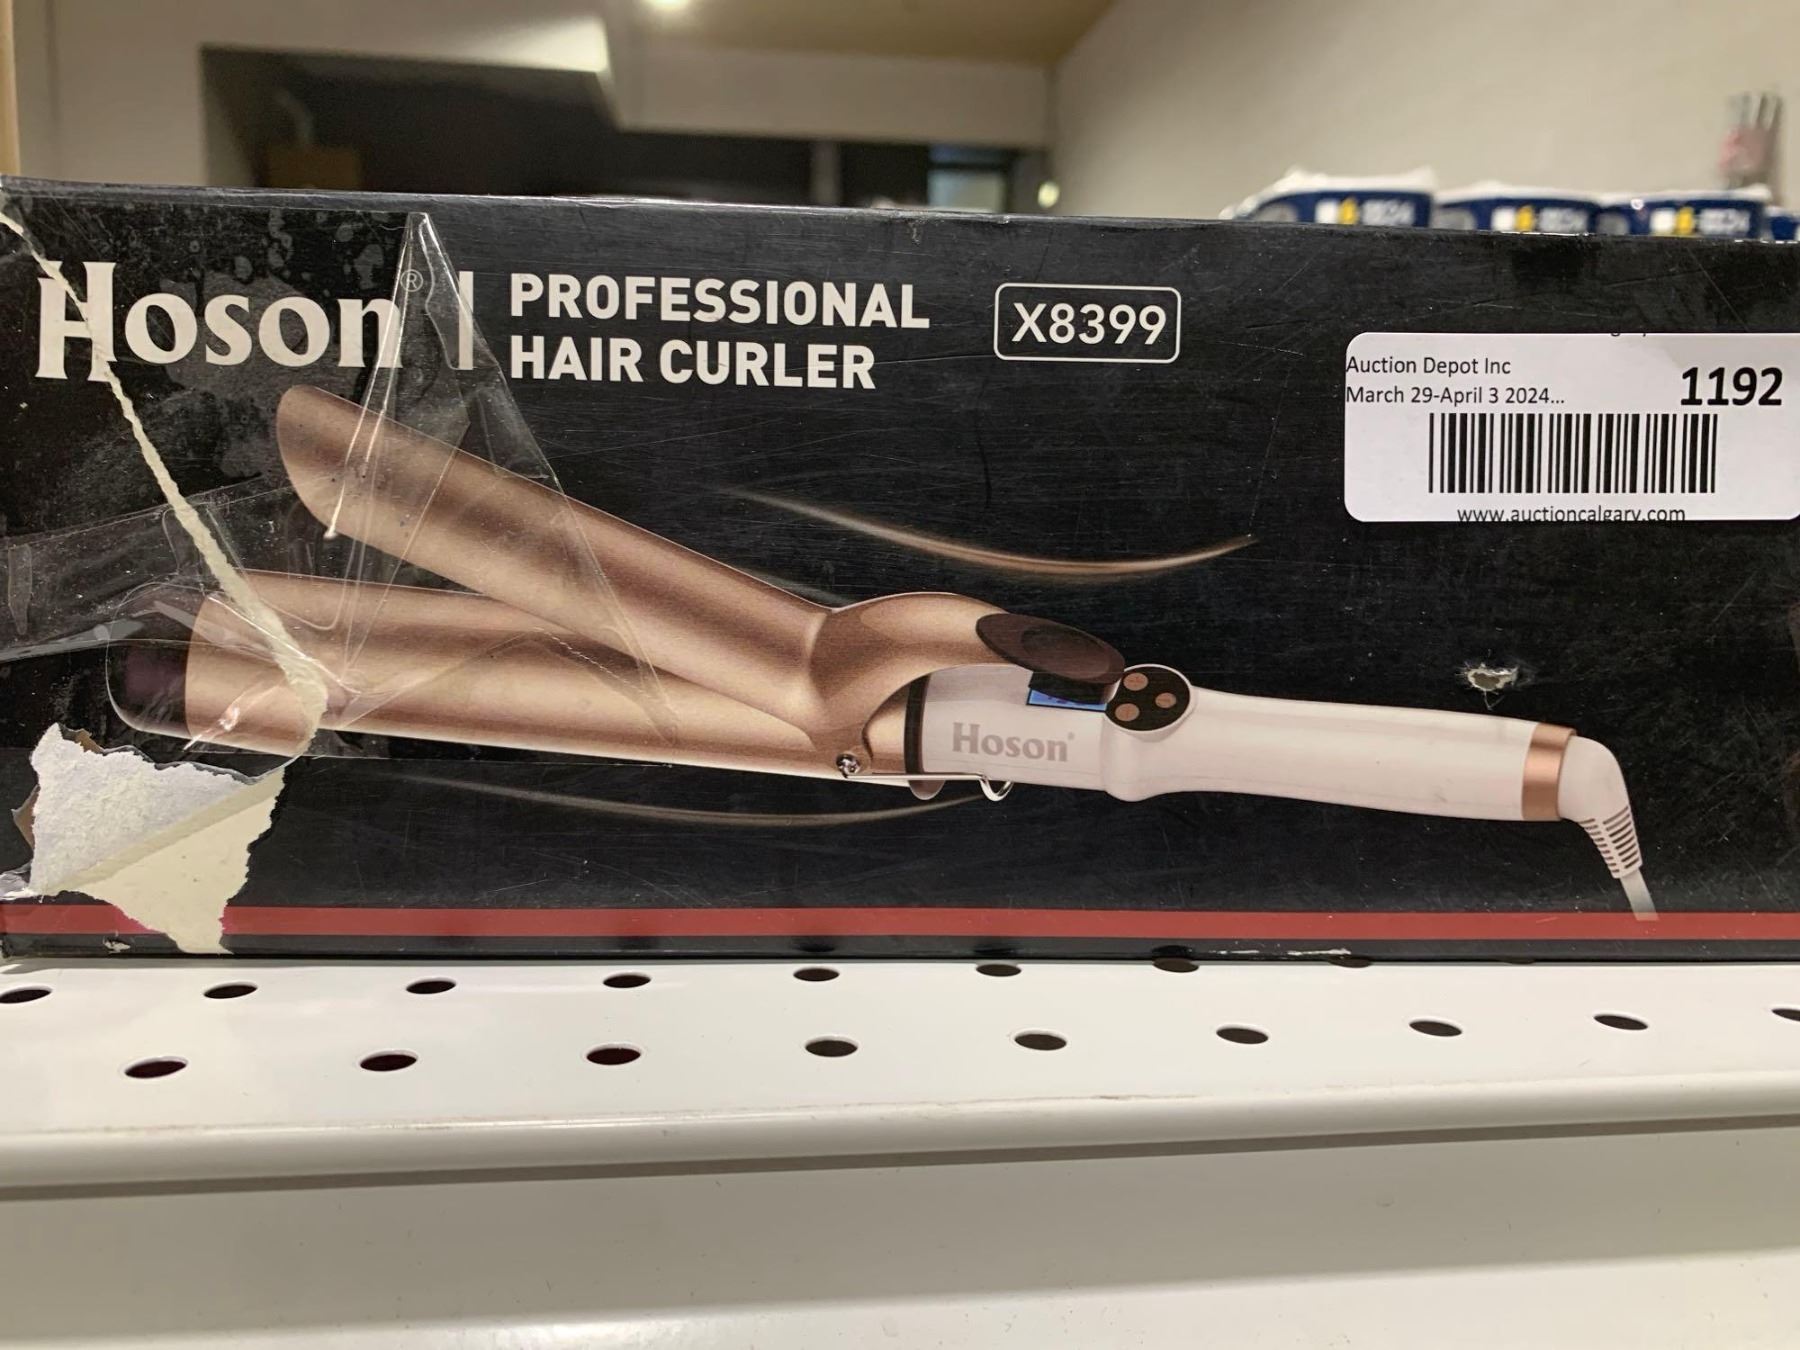 Hoson® | PROFESSIONAL
HAIR CURLER
X8399
Auction Depot Inc
March 29-April 3 2024...
1192
www.auctioncalgary.com
Hoson®